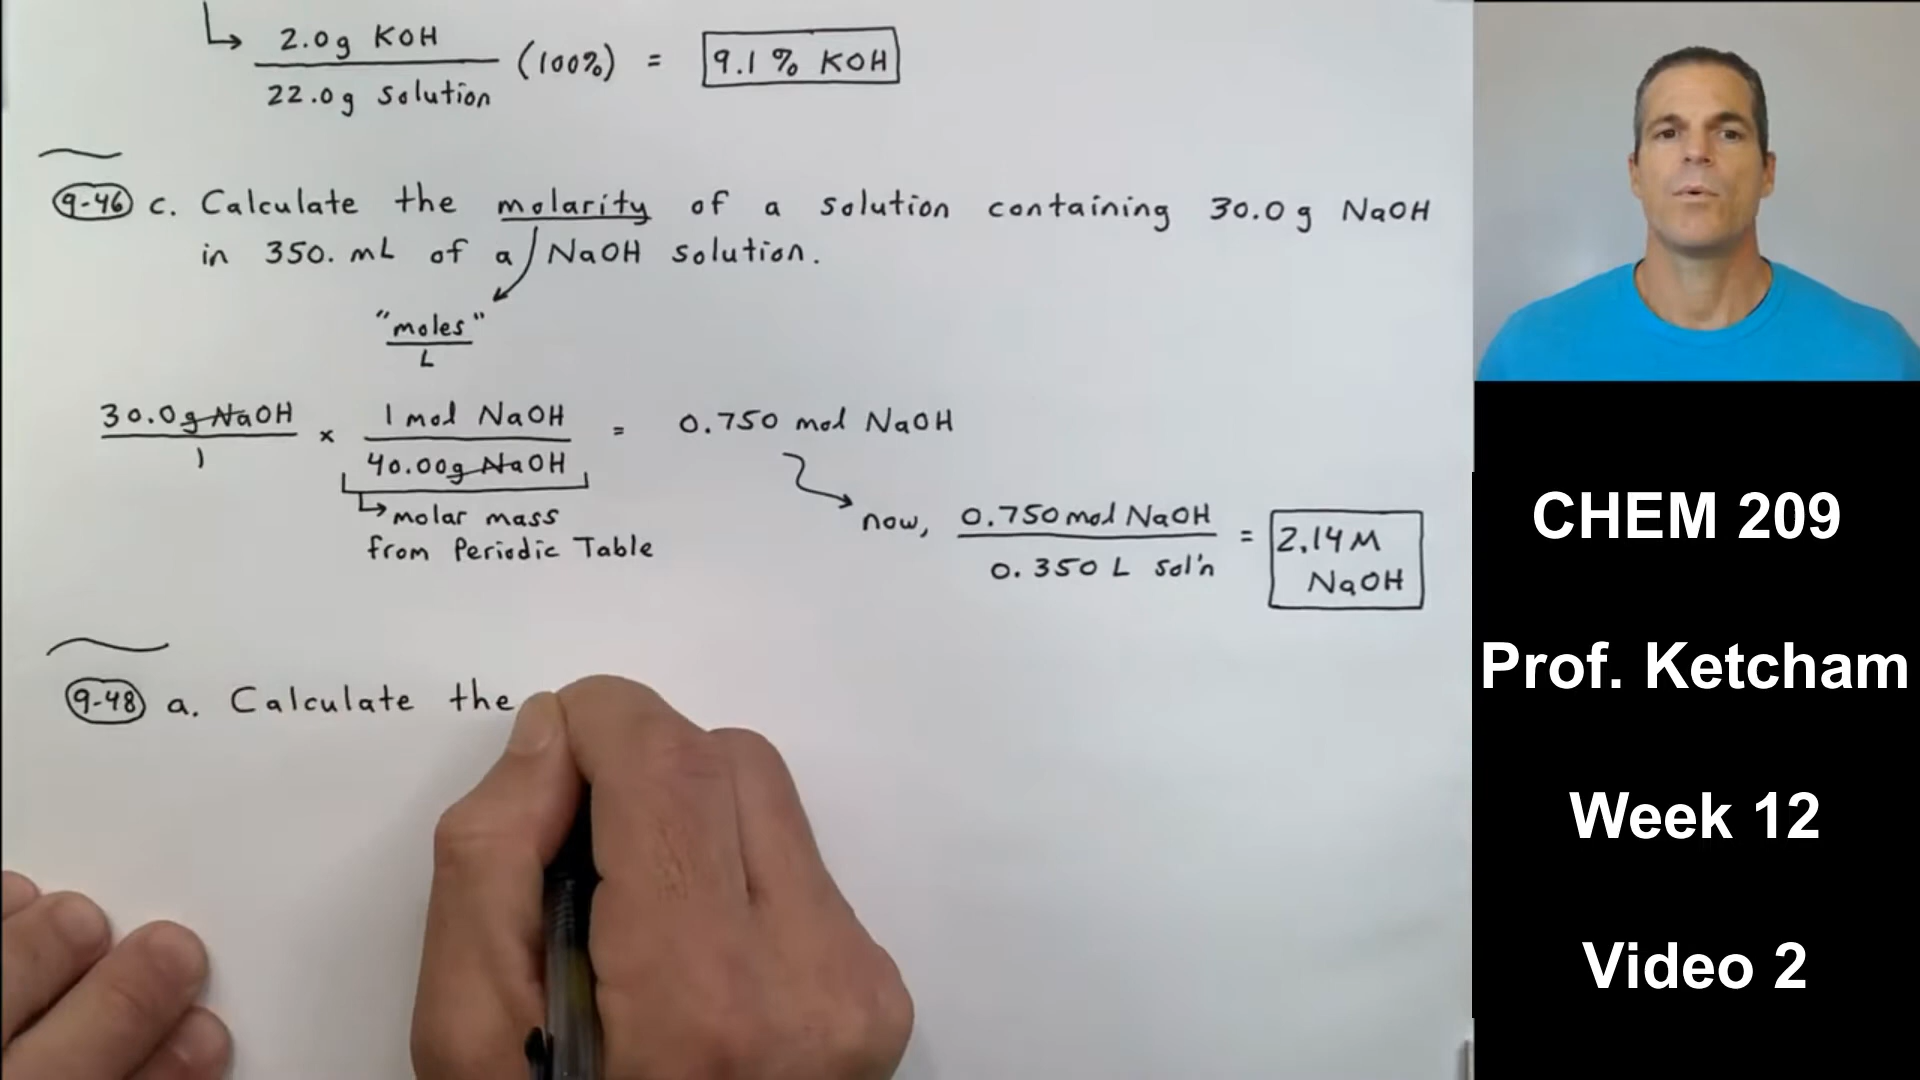 2.0g KOH
22.0g solution
(100%) = 9.1% KOH
9-46 c. Calculate the molarity of a solution containing 30.0g NaOH
in 350. mL of a NaOH solution.
"moles"
L
30.0g NaOH
1
x
1 mol NaOH
40.00g NaOH
= 0.750 mol NaOH
molar mass
from Periodic Table
now,
0.750 mol NaOH
0.350 L sol'n
=
2.14 M
NaOH
9-48 a. Calculate the
CHEM 209
Prof. Ketcham
Week 12
Video 2